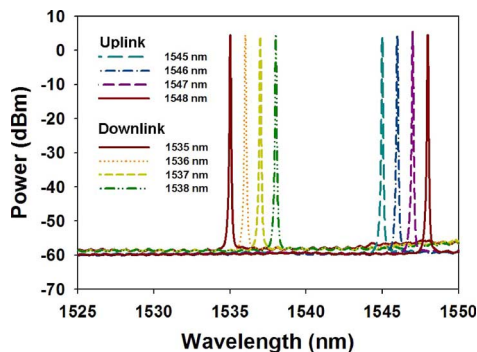 10
0
-10
-20
-30
-40
-50
-60
-70
Power (dBm)
Uplink
1545 nm
1546 nm
1547 nm
1548 nm
Downlink
1535 nm
1536 nm
1537 nm
1538 nm
1525 1530 1535 1540 1545 1550
Wavelength (nm)